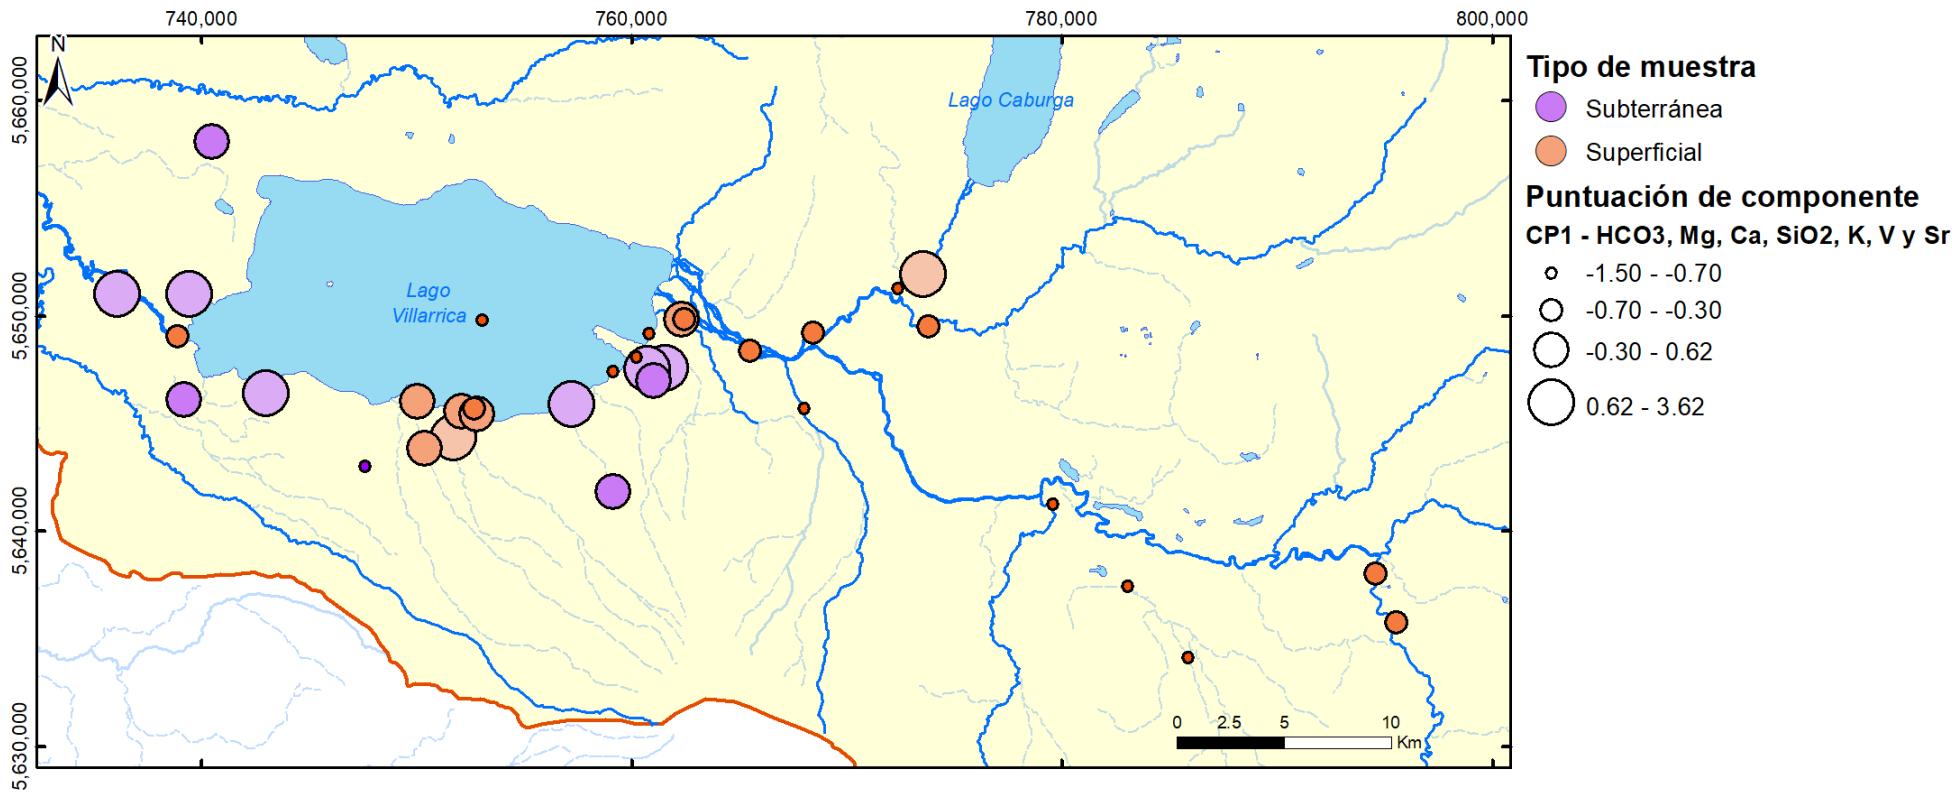 740,000
760,000
780,000
800,000
N
5,660,000
5,650,000
5,640,000
5,630,000
Lago Caburga
Lago
Villarrica
0
2.5
5
10
Km
Tipo de muestra
Subterránea
Superficial
Puntuación de componente
CP1 - HCO3, Mg, Ca, SiO2, K, V y Sr
-1.50 - -0.70
-0.70 - -0.30
-0.30 - 0.62
0.62 - 3.62